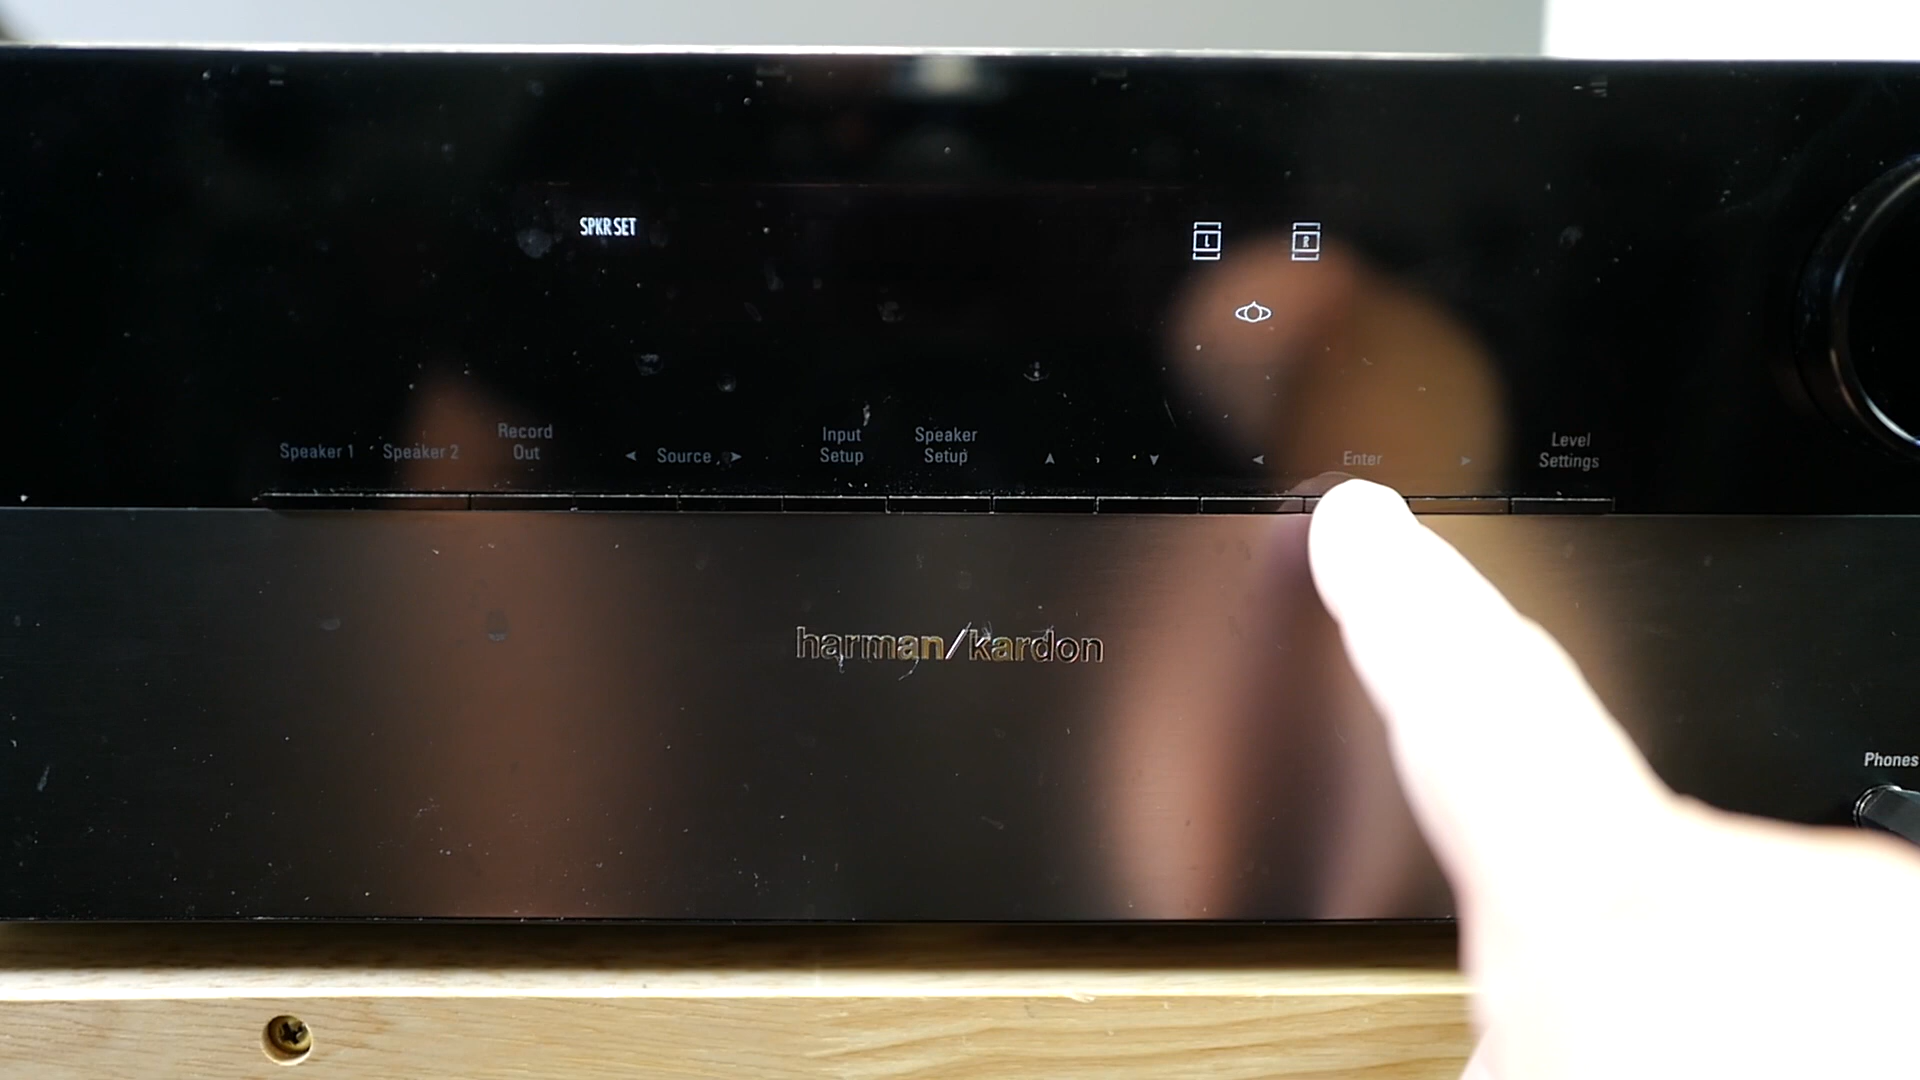 SPKR SET
L
R
Speaker 1
Speaker 2
Record
Out
Source
Input
Setup
Speaker
Setup
Enter
Level
Settings
harman/kardon
Phones